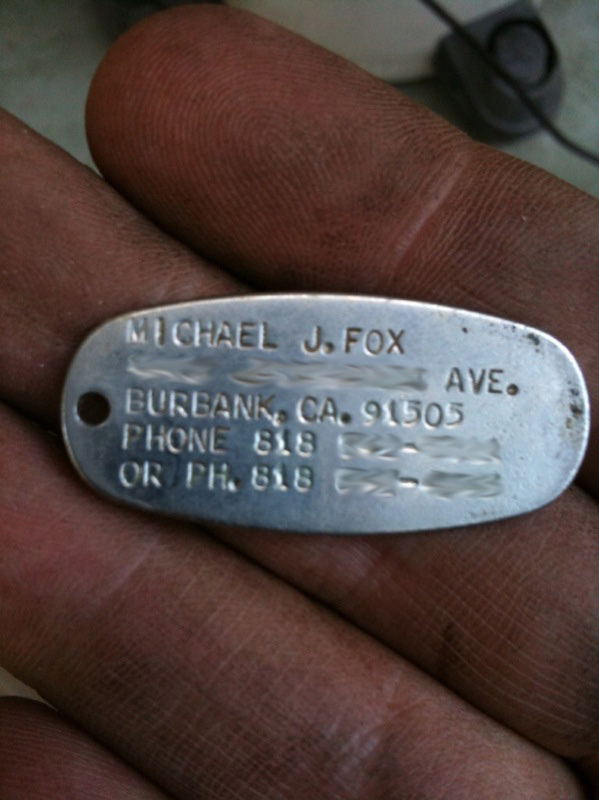 MICHAEL J. FOX
AVE.
BURBANK, CA. 91505
PHONE 818
OR PH. 818